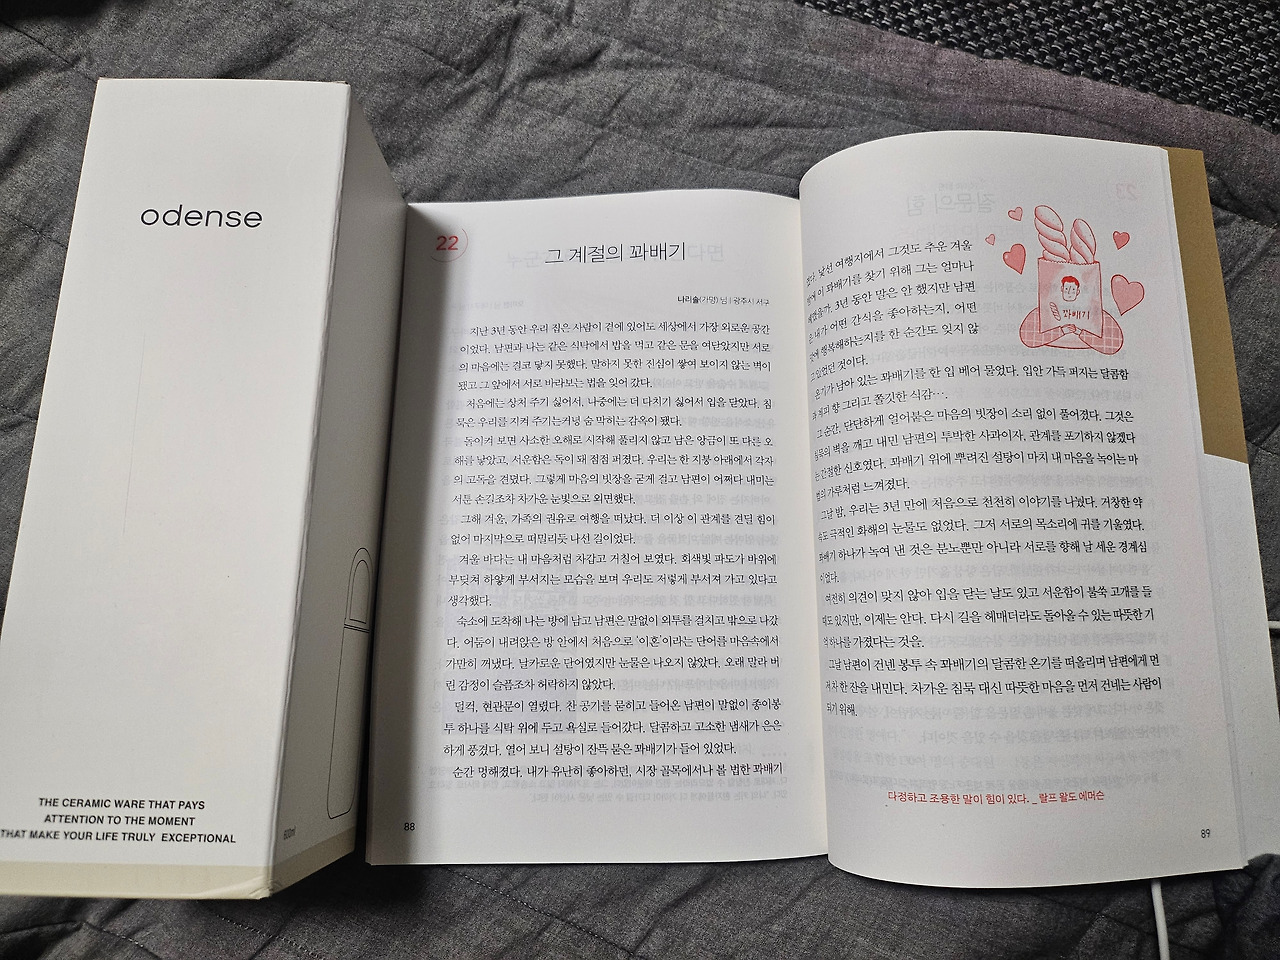 odense
THE CERAMIC WARE THAT PAYS
ATTENTION TO THE MOMENT
THAT MAKE YOUR LIFE TRULY EXCEPTIONAL
600ml
22
그 계절의 꽈배기
나리솔(가명) 님 | 광주시 서구
지난 3년 동안 우리 집은 사람이 곁에 있어도 세상에서 가장 외로운 공간
이었다. 남편과 나는 같은 식탁에서 밥을 먹고 같은 문을 여닫았지만 서로
의 마음에는 결코 닿지 못했다. 말하지 못한 진심이 쌓여 보이지 않는 벽이
됐고 그 앞에서 서로 바라보는 법을 잊어 갔다.
처음에는 상처 주기 싫어서, 나중에는 더 다치기 싫어서 입을 닫았다. 침
묵은 우리를 지켜 주기는커녕 숨 막히는 감옥이 됐다.
돌이켜 보면 사소한 오해로 시작해 풀리지 않고 남은 앙금이 또 다른 오
해를 낳았고, 서운함은 독이 돼 점점 퍼졌다. 우리는 한 지붕 아래에서 각자
의 고독을 견뎠다. 그렇게 마음의 빗장을 굳게 걸고 남편이 어쩌다 내미는
서툰 손길조차 차가운 눈빛으로 외면했다.
그해 겨울, 가족의 권유로 여행을 떠났다. 더 이상 이 관계를 견딜 힘이
없어 마지막으로 떠밀리듯 나선 길이었다.
겨울 바다는 내 마음처럼 차갑고 거칠어 보였다. 회색빛 파도가 바위에
부딪쳐 하얗게 부서지는 모습을 보며 우리도 저렇게 부서져 가고 있다고
생각했다.
숙소에 도착해 나는 방에 남고 남편은 말없이 외투를 걸치고 밖으로 나갔
다. 어둠이 내려앉은 방 안에서 처음으로 '이혼'이라는 단어를 마음속에서
가만히 꺼냈다. 날카로운 단어였지만 눈물은 나오지 않았다. 오래 말라 버
린 감정이 슬픔조차 허락하지 않았다.
덜컥, 현관문이 열렸다. 찬 공기를 묻히고 들어온 남편이 말없이 종이봉
투 하나를 식탁 위에 두고 욕실로 들어갔다. 달콤하고 고소한 냄새가 은은
하게 풍겼다. 열어 보니 설탕이 잔뜩 묻은 꽈배기가 들어 있었다.
순간 멍해졌다. 내가 유난히 좋아하던, 시장 골목에서나 볼 법한 꽈배기
88
낯선 여행지에서 그것도 추운 겨울
이 꽈배기를 찾기 위해 그는 얼마나
3년 동안 말은 안 했지만 남편
내가 어떤 간식을 좋아하는지, 어떤
행복해하는지를 한 순간도 잊지 않
고 있었던 것이다.
꽈배기
온기가 남아 있는 꽈배기를 한 입 베어 물었다. 입안 가득 퍼지는 달콤함
과 계피 향 그리고 쫄깃한 식감….
그 순간, 단단하게 얼어붙은 마음의 빗장이 소리 없이 풀어졌다. 그것은
침묵의 벽을 깨고 내민 남편의 투박한 사과이자, 관계를 포기하지 않겠다
는 간절한 신호였다. 꽈배기 위에 뿌려진 설탕이 마치 내 마음을 녹이는 마
법의 가루처럼 느껴졌다.
그날 밤, 우리는 3년 만에 처음으로 천천히 이야기를 나눴다. 거창한 약
속도 극적인 화해의 눈물도 없었다. 그저 서로의 목소리에 귀를 기울였다.
꽈배기 하나가 녹여 낸 것은 분노뿐만 아니라 서로를 향해 날 세운 경계심
이었다.
여전히 의견이 맞지 않아 입을 닫는 날도 있고 서운함이 불쑥 고개를 들
때도 있지만, 이제는 안다. 다시 길을 헤매더라도 돌아올 수 있는 따뜻한 기
억 하나를 가졌다는 것을.
그날 남편이 건넨 봉투 속 꽈배기의 달콤한 온기를 떠올리며 남편에게 먼
저 차 한 잔을 내민다. 차가운 침묵 대신 따뜻한 마음을 먼저 건네는 사람이
되기 위해.
다정하고 조용한 말이 힘이 있다. _ 랄프 왈도 에머슨
89